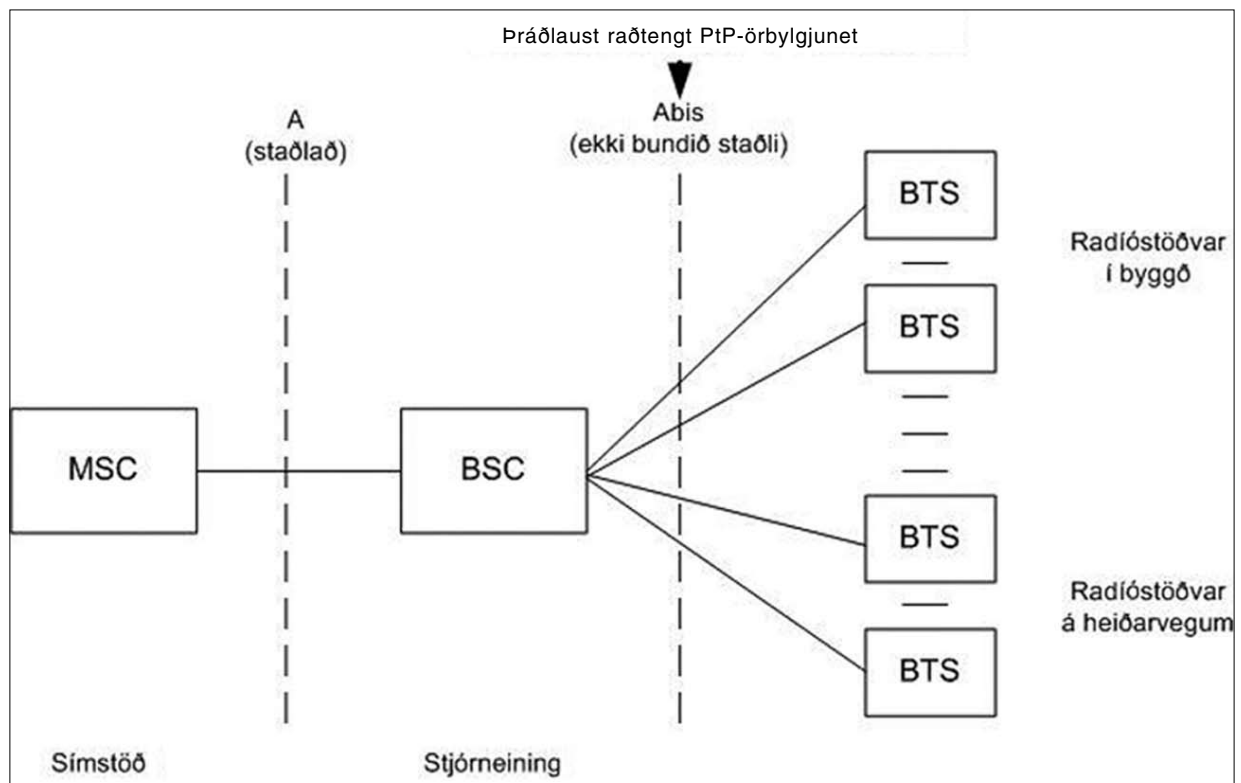 Þráðlaust raðtengt PtP-örbylgjunet
A
(staðlað)
Abis
(ekki bundið staðli)
BTS
Radíóstöðvar
í byggð
BTS
MSC
BSC
BTS
Radíóstöðvar
á heiðarvegum
BTS
Símstöð
Stjórneining